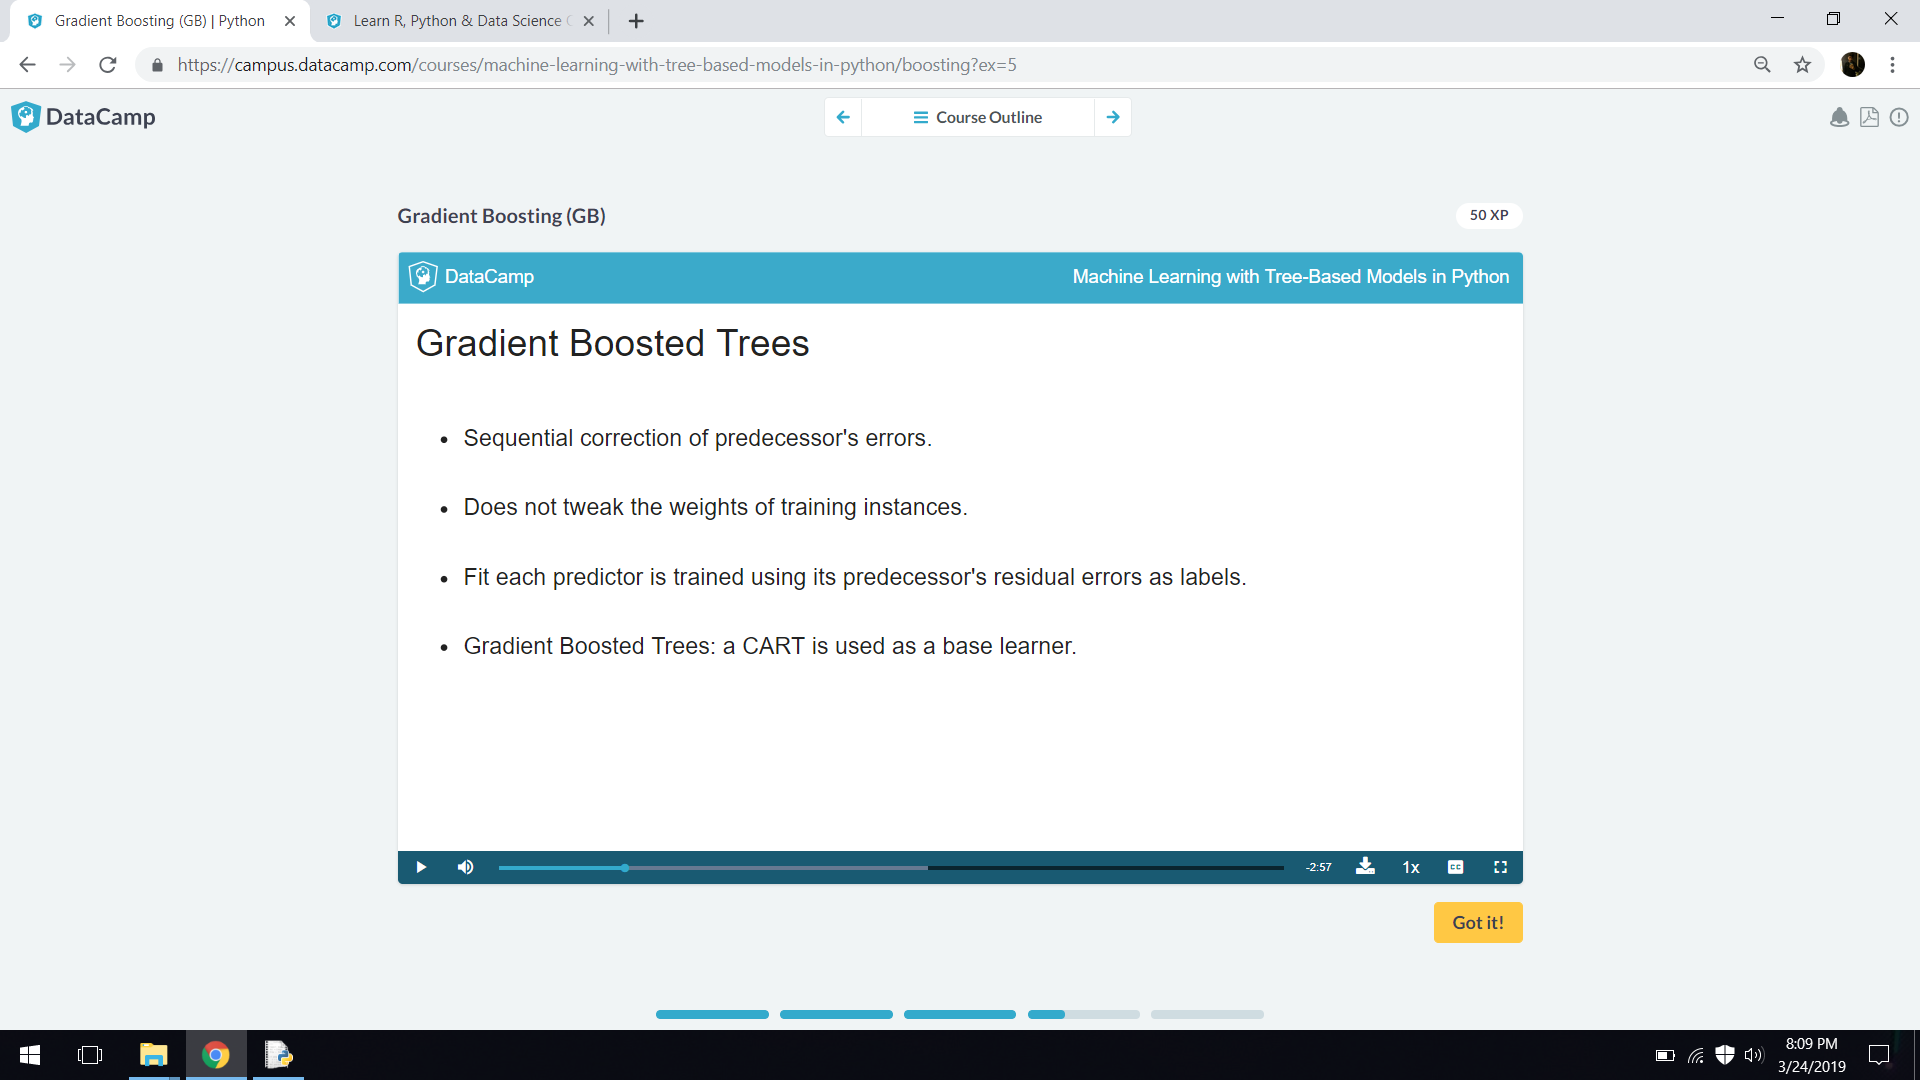 Gradient Boosting (GB) | Python
Learn R, Python & Data Science
https://campus.datacamp.com/courses/machine-learning-with-tree-based-models-in-python/boosting?ex=5
DataCamp
Course Outline
Gradient Boosting (GB)
50 XP
DataCamp
Machine Learning with Tree-Based Models in Python
Gradient Boosted Trees
• Sequential correction of predecessor's errors.
• Does not tweak the weights of training instances.
• Fit each predictor is trained using its predecessor's residual errors as labels.
• Gradient Boosted Trees: a CART is used as a base learner.
-2:57
1x
CC
Got it!
8:09 PM
3/24/2019